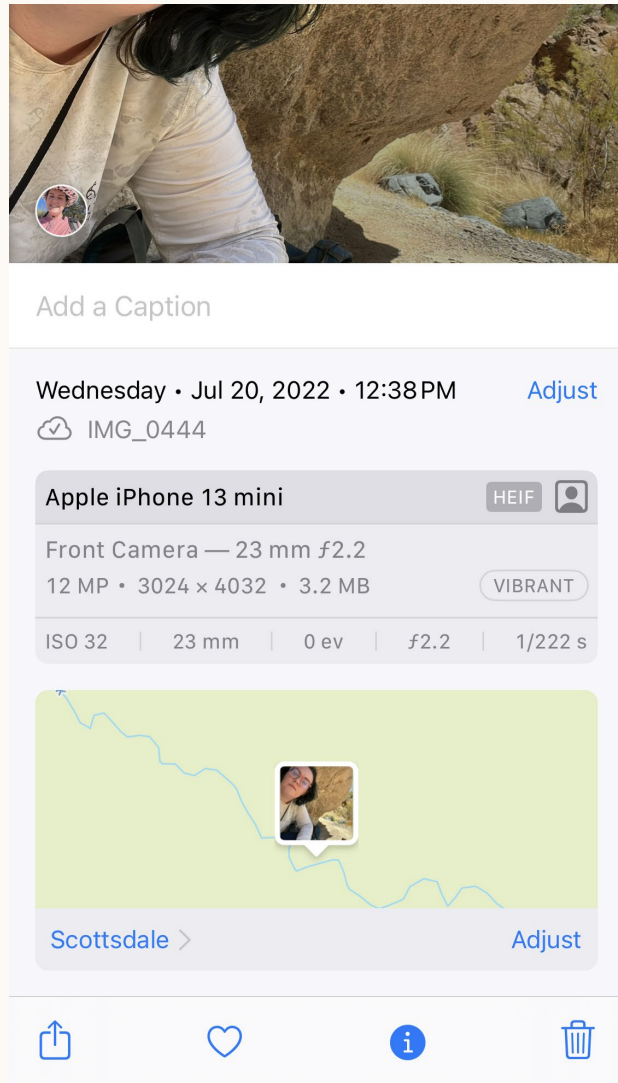 Add a Caption
Wednesday • Jul 20, 2022 • 12:38 PM Adjust
IMG_0444
Apple iPhone 13 mini HEIF
Front Camera — 23 mm ƒ2.2
12 MP • 3024 × 4032 • 3.2 MB VIBRANT
ISO 32 23 mm 0 ev ƒ2.2 1/222 s
Scottsdale Adjust